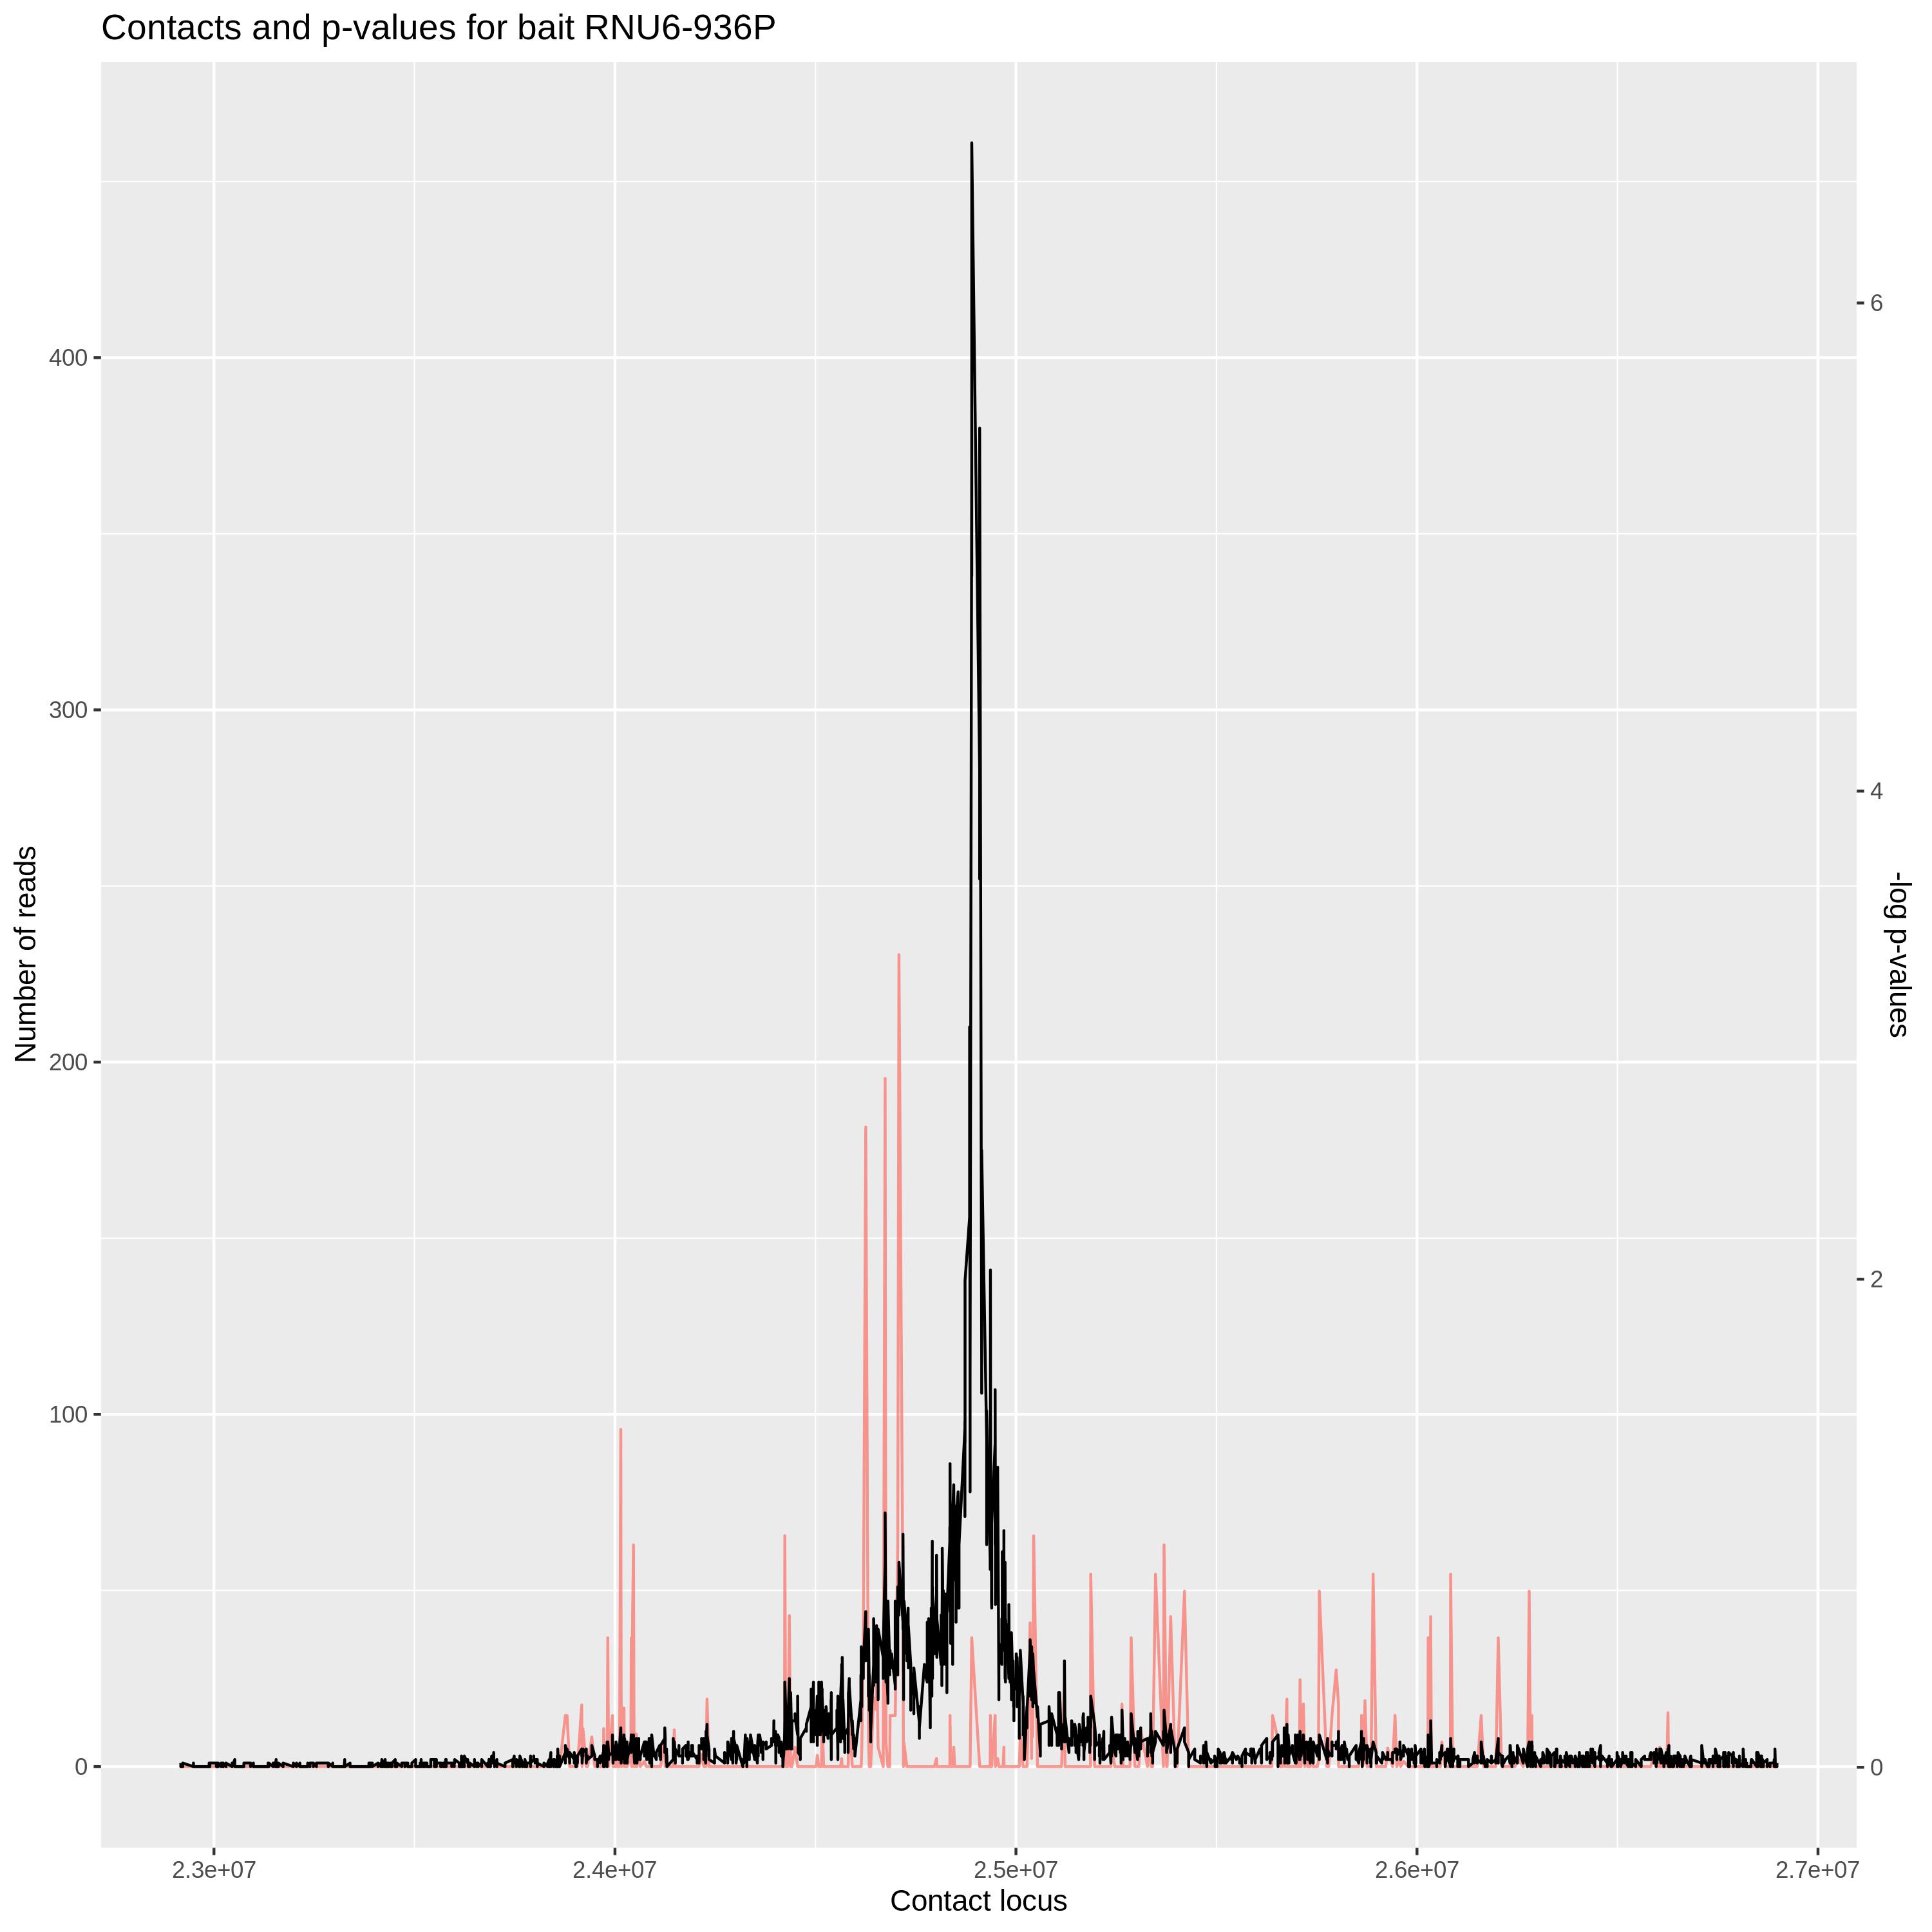 Contacts and p-values for bait RNU6-936P
400
300
200
100
0
Number of reads
6
4
2
0
-log p-values
2.3e+07
2.4e+07
2.5e+07
2.6e+07
2.7e+07
Contact locus